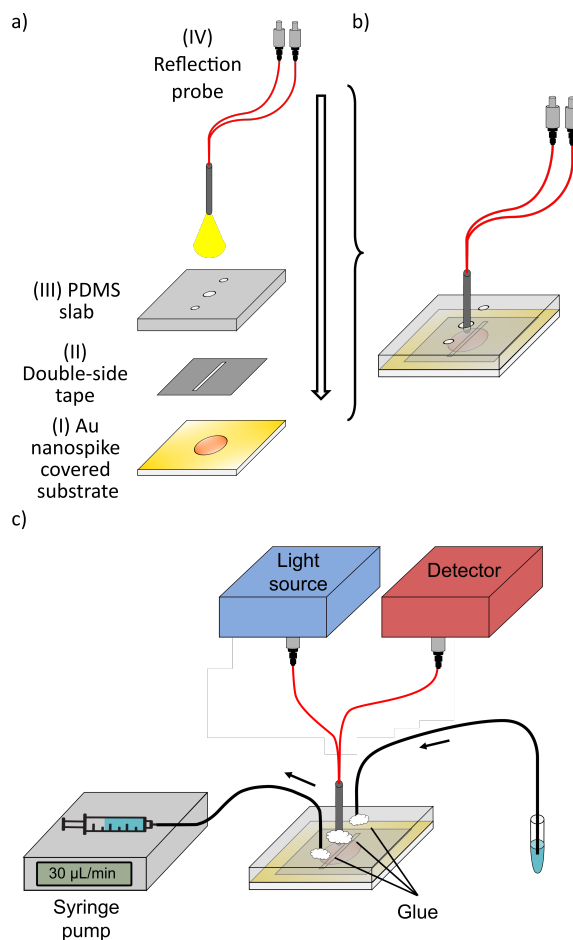 a)
(IV)
Reflection
probe
b)
(III) PDMS
slab
(II)
Double-side
tape
(I) Au
nanospike
covered
substrate
c)
Light
source
Detector
30 µL/min
Syringe
pump
Glue